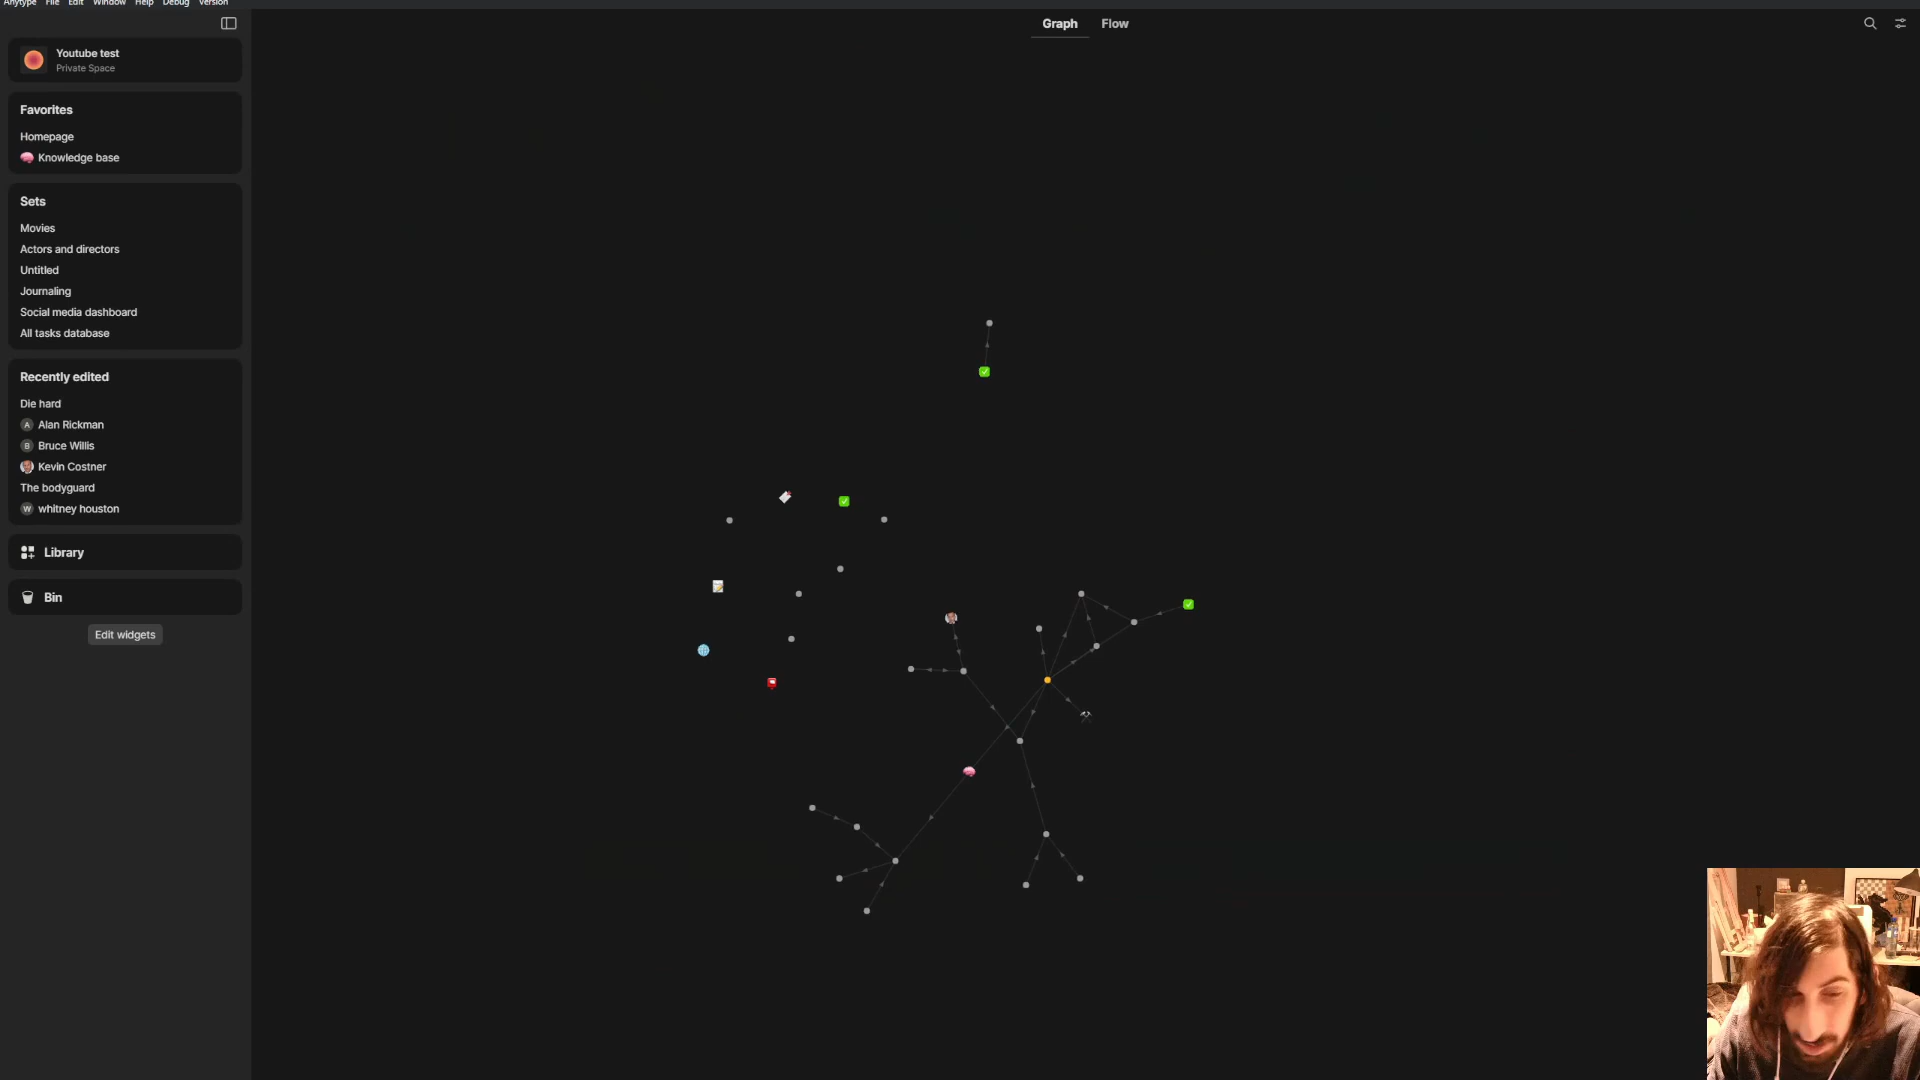 Anytype File Edit Window Help Debug Version
Graph Flow
Youtube test
Private Space
Favorites
Homepage
Knowledge base
Sets
Movies
Actors and directors
Untitled
Journaling
Social media dashboard
All tasks database
Recently edited
Die hard
A Alan Rickman
B Bruce Willis
Kevin Costner
The bodyguard
W whitney houston
Library
Bin
Edit widgets